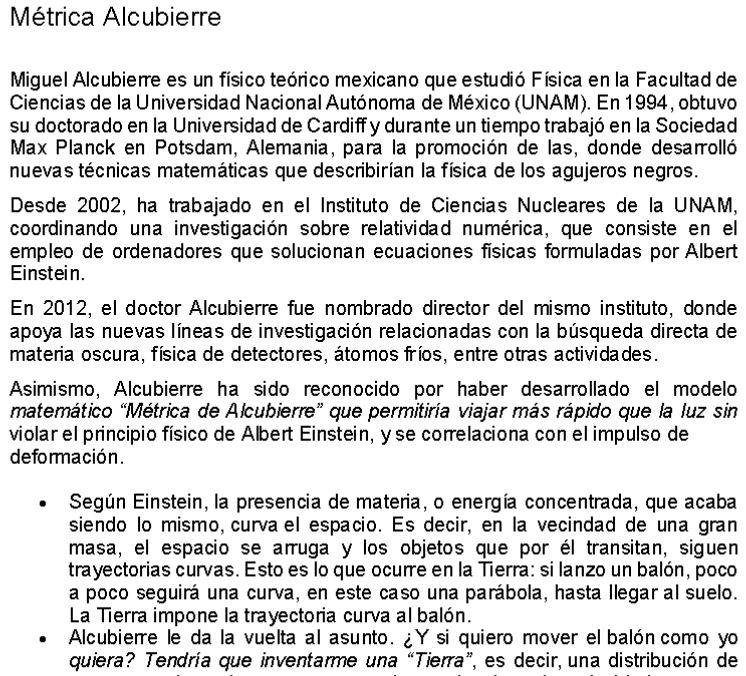 Métrica Alcubierre
Miguel Alcubierre es un físico teórico mexicano que estudió Física en la Facultad de
Ciencias de la Universidad Nacional Autónoma de México (UNAM). En 1994, obtuvo
su doctorado en la Universidad de Cardiff y durante un tiempo trabajó en la Sociedad
Max Planck en Potsdam, Alemania, para la promoción de las, donde desarrolló
nuevas técnicas matemáticas que describirían la física de los agujeros negros.
Desde 2002, ha trabajado en el Instituto de Ciencias Nucleares de la UNAM,
coordinando una investigación sobre relatividad numérica, que consiste en el
empleo de ordenadores que solucionan ecuaciones físicas formuladas por Albert
Einstein.
En 2012, el doctor Alcubierre fue nombrado director del mismo instituto, donde
apoya las nuevas líneas de investigación relacionadas con la búsqueda directa de
materia oscura, física de detectores, átomos fríos, entre otras actividades.
Asimismo, Alcubierre ha sido reconocido por haber desarrollado el modelo
matemático “Métrica de Alcubierre” que permitiría viajar más rápido que la luz sin
violar el principio físico de Albert Einstein, y se correlaciona con el impulso de
deformación.
• Según Einstein, la presencia de materia, o energía concentrada, que acaba
siendo lo mismo, curva el espacio. Es decir, en la vecindad de una gran
masa, el espacio se arruga y los objetos que por él transitan, siguen
trayectorias curvas. Esto es lo que ocurre en la Tierra: si lanzo un balón, poco
a poco seguirá una curva, en este caso una parábola, hasta llegar al suelo.
La Tierra impone la trayectoria curva al balón.
• Alcubierre le da la vuelta al asunto. ¿Y si quiero mover el balón como yo
quiera? Tendría que inventarme una “Tierra”, es decir, una distribución de